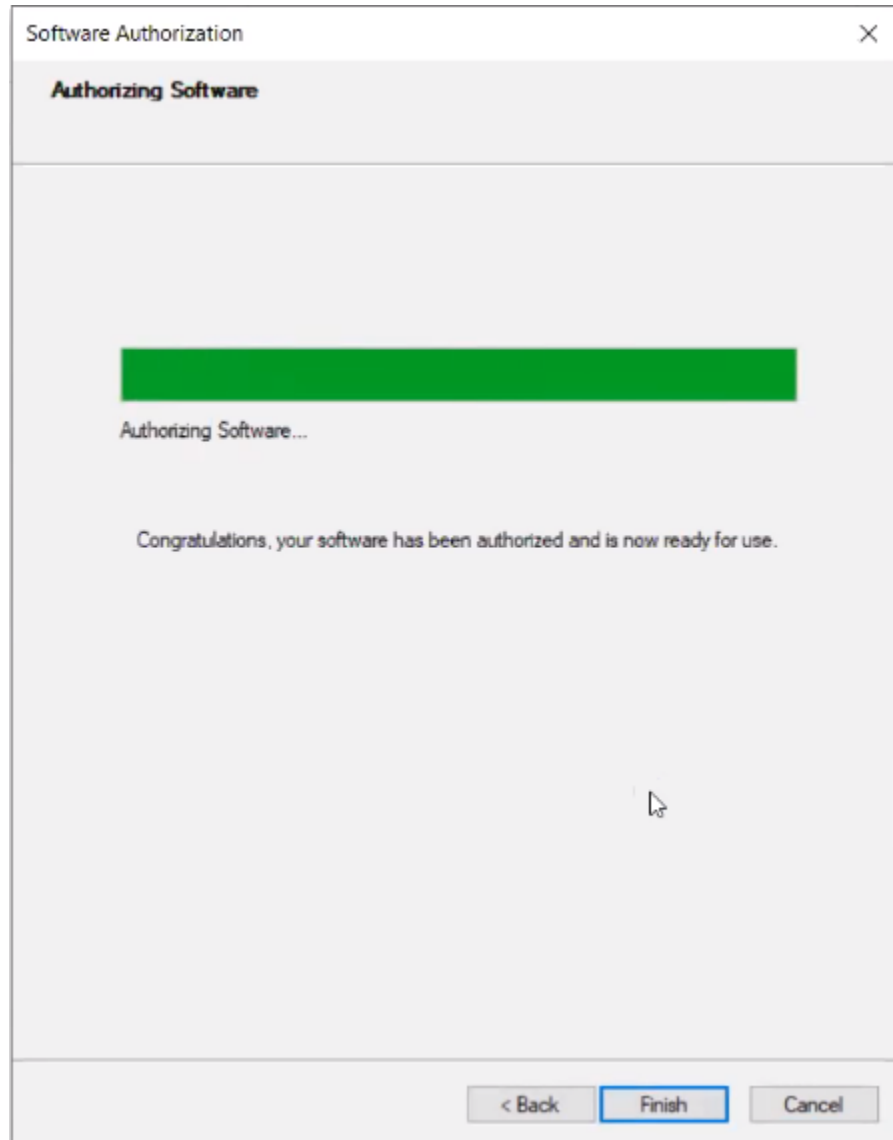 Software Authorization
Authorizing Software
Authorizing Software...
Congratulations, your software has been authorized and is now ready for use.
< Back
Finish
Cancel